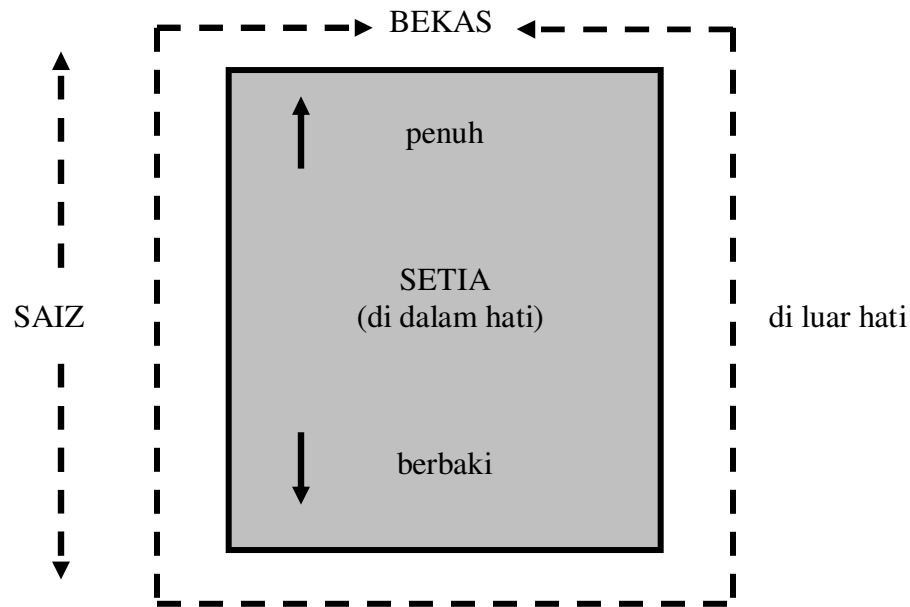 BEKAS
penuh
SETIA
(di dalam hati)
SAIZ
di luar hati
berbaki